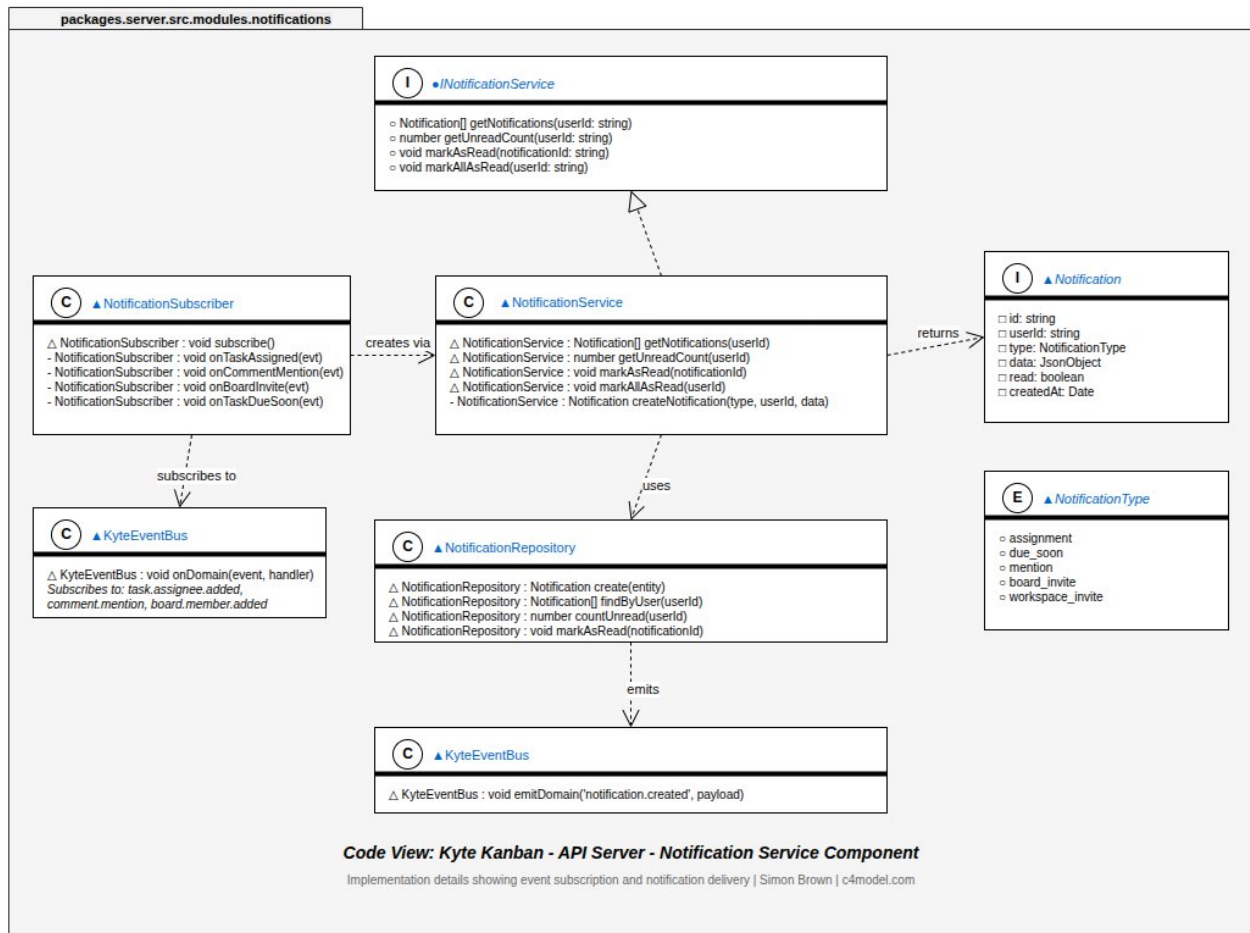 packages.server.src.modules.notifications
I
●INotificationService
○ Notification[] getNotifications(userId: string)
○ number getUnreadCount(userId: string)
○ void markAsRead(notificationId: string)
○ void markAllAsRead(userId: string)
C
▲NotificationSubscriber
△ NotificationSubscriber : void subscribe()
- NotificationSubscriber : void onTaskAssigned(evt)
- NotificationSubscriber : void onCommentMention(evt)
- NotificationSubscriber : void onBoardInvite(evt)
- NotificationSubscriber : void onTaskDueSoon(evt)
creates via
C
▲NotificationService
△ NotificationService : Notification[] getNotifications(userId)
△ NotificationService : number getUnreadCount(userId)
△ NotificationService : void markAsRead(notificationId)
△ NotificationService : void markAllAsRead(userId)
- NotificationService : Notification createNotification(type, userId, data)
returns
I
▲Notification
□ id: string
□ userId: string
□ type: NotificationType
□ data: JsonObject
□ read: boolean
□ createdAt: Date
subscribes to
uses
C
▲KyteEventBus
△ KyteEventBus : void onDomain(event, handler)
Subscribes to: task.assignee.added,
comment.mention, board.member.added
C
▲NotificationRepository
△ NotificationRepository : Notification create(entity)
△ NotificationRepository : Notification[] findByUser(userId)
△ NotificationRepository : number countUnread(userId)
△ NotificationRepository : void markAsRead(notificationId)
E
▲NotificationType
○ assignment
○ due_soon
○ mention
○ board_invite
○ workspace_invite
emits
C
▲KyteEventBus
△ KyteEventBus : void emitDomain('notification.created', payload)
Code View: Kyte Kanban - API Server - Notification Service Component
Implementation details showing event subscription and notification delivery | Simon Brown | c4model.com